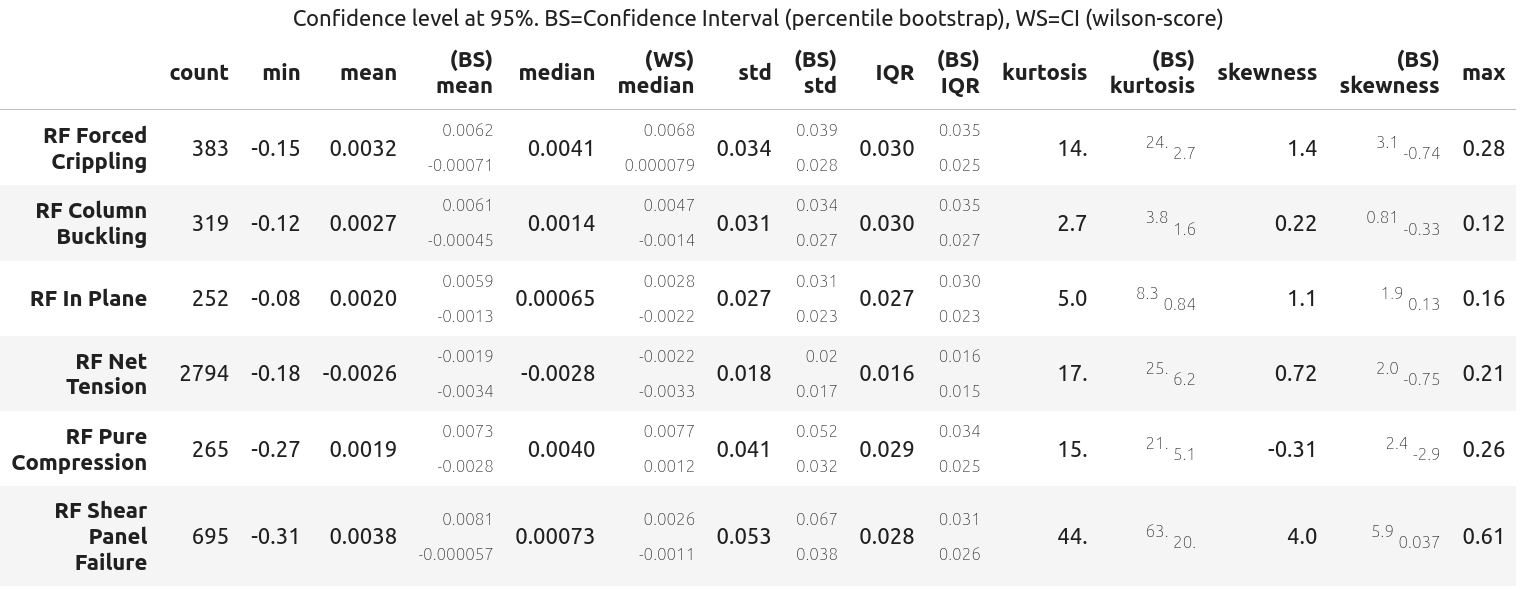 Confidence level at 95%. BS=Confidence Interval (percentile bootstrap), WS=CI (wilson-score)
count min mean (BS) mean median (WS) median std (BS) std IQR (BS) IQR kurtosis (BS) kurtosis skewness (BS) skewness max
RF Forced Crippling 383 -0.15 0.0032 0.0062 -0.00071 0.0041 0.0068 0.000079 0.034 0.039 0.028 0.030 0.035 0.025 14. 24. 2.7 1.4 3.1 -0.74 0.28
RF Column Buckling 319 -0.12 0.0027 0.0061 -0.00045 0.0014 0.0047 -0.0014 0.031 0.034 0.027 0.030 0.035 0.027 2.7 3.8 1.6 0.22 0.81 -0.33 0.12
RF In Plane 252 -0.08 0.0020 0.0059 -0.0013 0.00065 0.0028 -0.0022 0.027 0.031 0.023 0.027 0.030 0.023 5.0 8.3 0.84 1.1 1.9 0.13 0.16
RF Net Tension 2794 -0.18 -0.0026 -0.0019 -0.0034 -0.0028 -0.0022 -0.0033 0.018 0.02 0.017 0.016 0.016 0.015 17. 25. 6.2 0.72 2.0 -0.75 0.21
RF Pure Compression 265 -0.27 0.0019 0.0073 -0.0028 0.0040 0.0077 0.0012 0.041 0.052 0.032 0.029 0.034 0.025 15. 21. 5.1 -0.31 2.4 -2.9 0.26
RF Shear Panel Failure 695 -0.31 0.0038 0.0081 -0.000057 0.00073 0.0026 -0.0011 0.053 0.067 0.038 0.028 0.031 0.026 44. 63. 20. 4.0 5.9 0.037 0.61